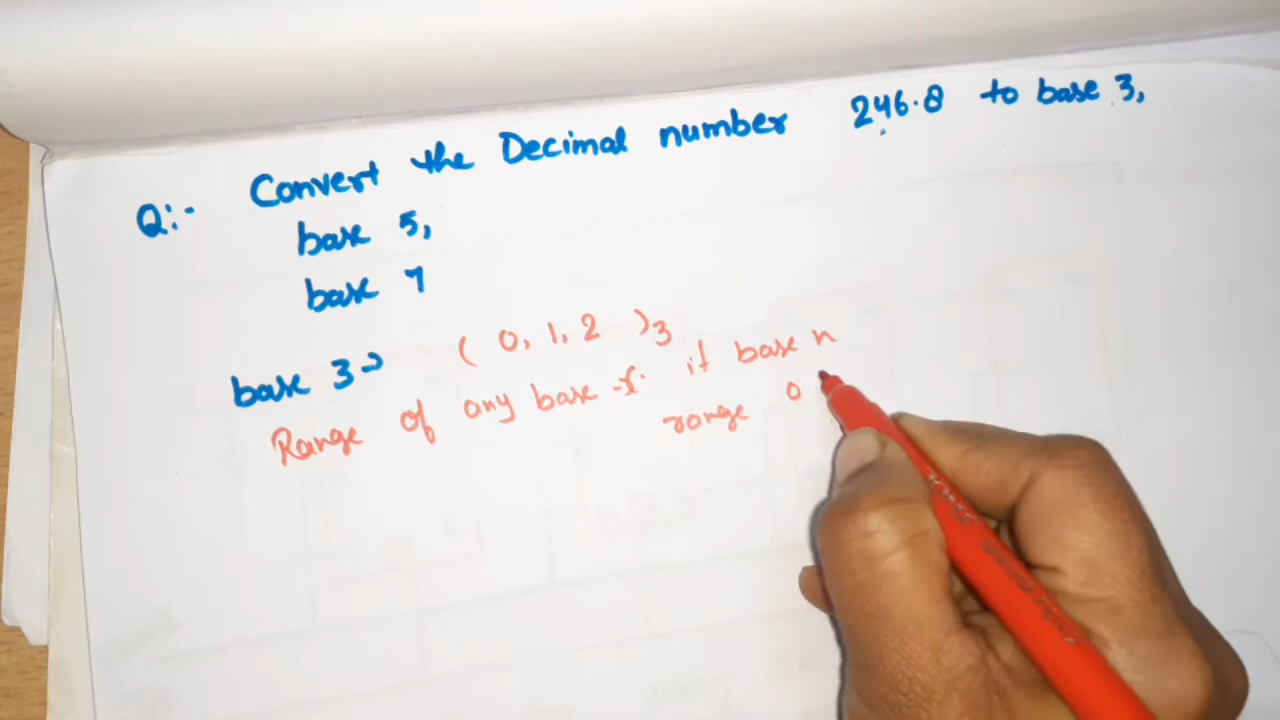 Q:- Convert the Decimal number 246.8 to base 3,
base 5,
base 7
base 3→ ( 0, 1, 2 )3
Range of any base if base n
range 0